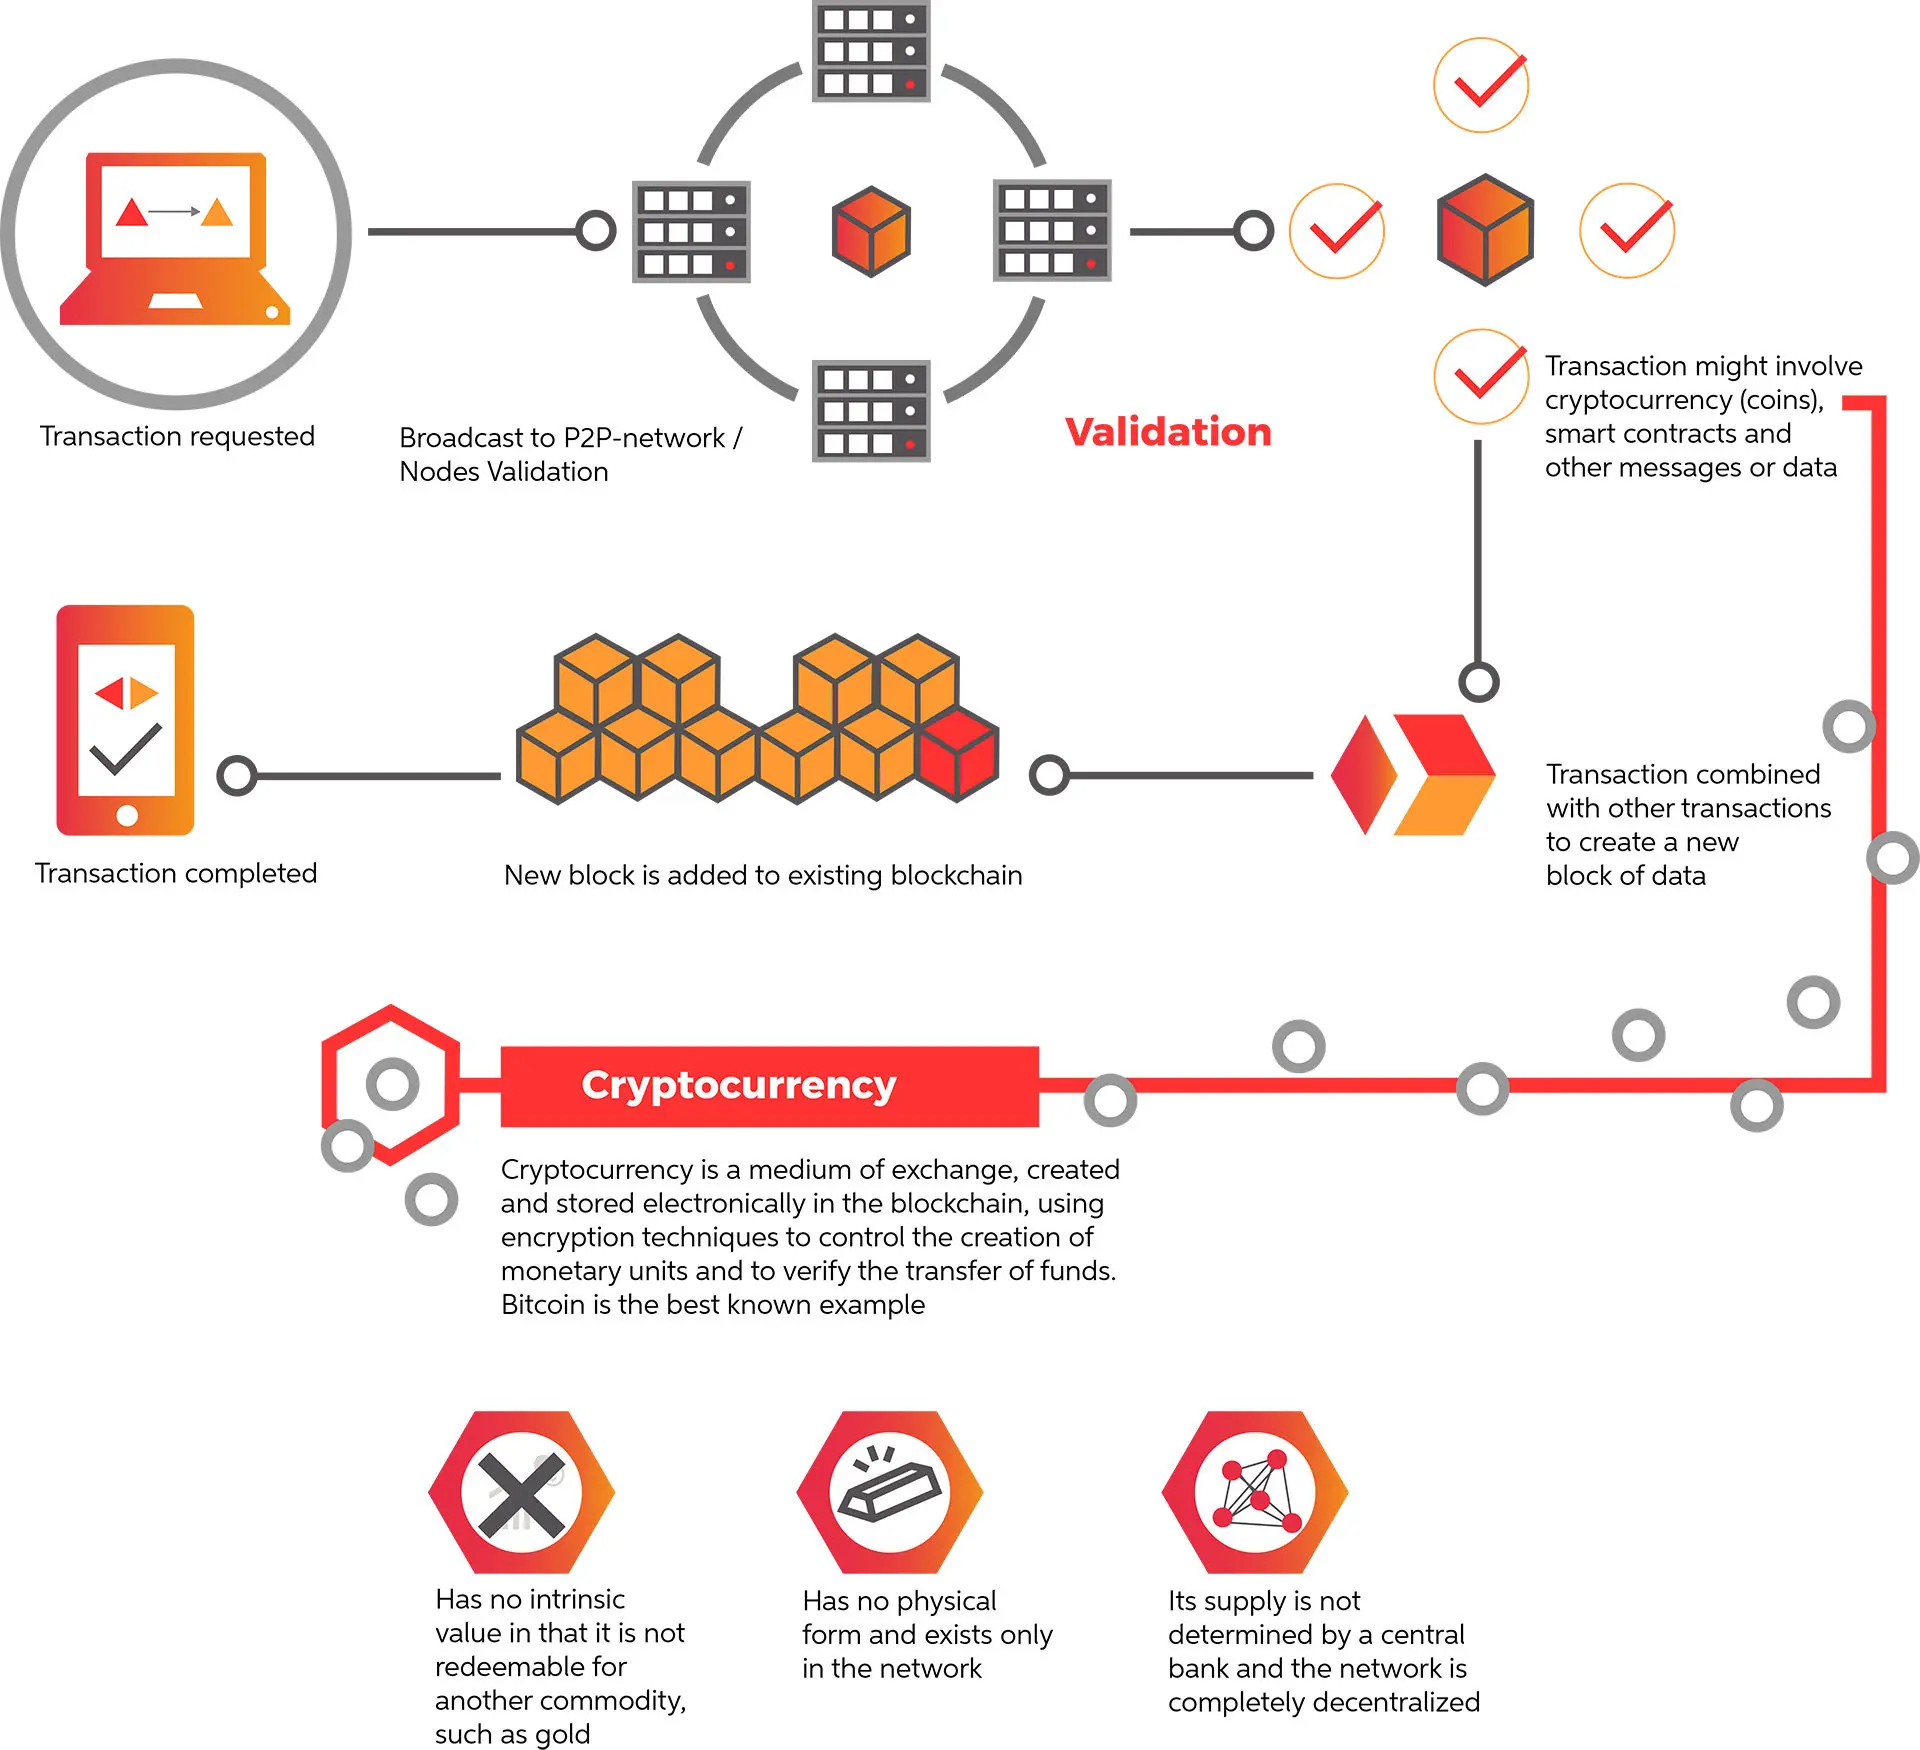 Transaction requested
Broadcast to P2P-network /
Nodes Validation
Validation
Transaction might involve
cryptocurrency (coins),
smart contracts and
other messages or data
Transaction combined
with other transactions
to create a new
block of data
New block is added to existing blockchain
Transaction completed
Cryptocurrency
Cryptocurrency is a medium of exchange, created
and stored electronically in the blockchain, using
encryption techniques to control the creation of
monetary units and to verify the transfer of funds.
Bitcoin is the best known example
Has no intrinsic
value in that it is not
redeemable for
another commodity,
such as gold
Has no physical
form and exists only
in the network
Its supply is not
determined by a central
bank and the network is
completely decentralized